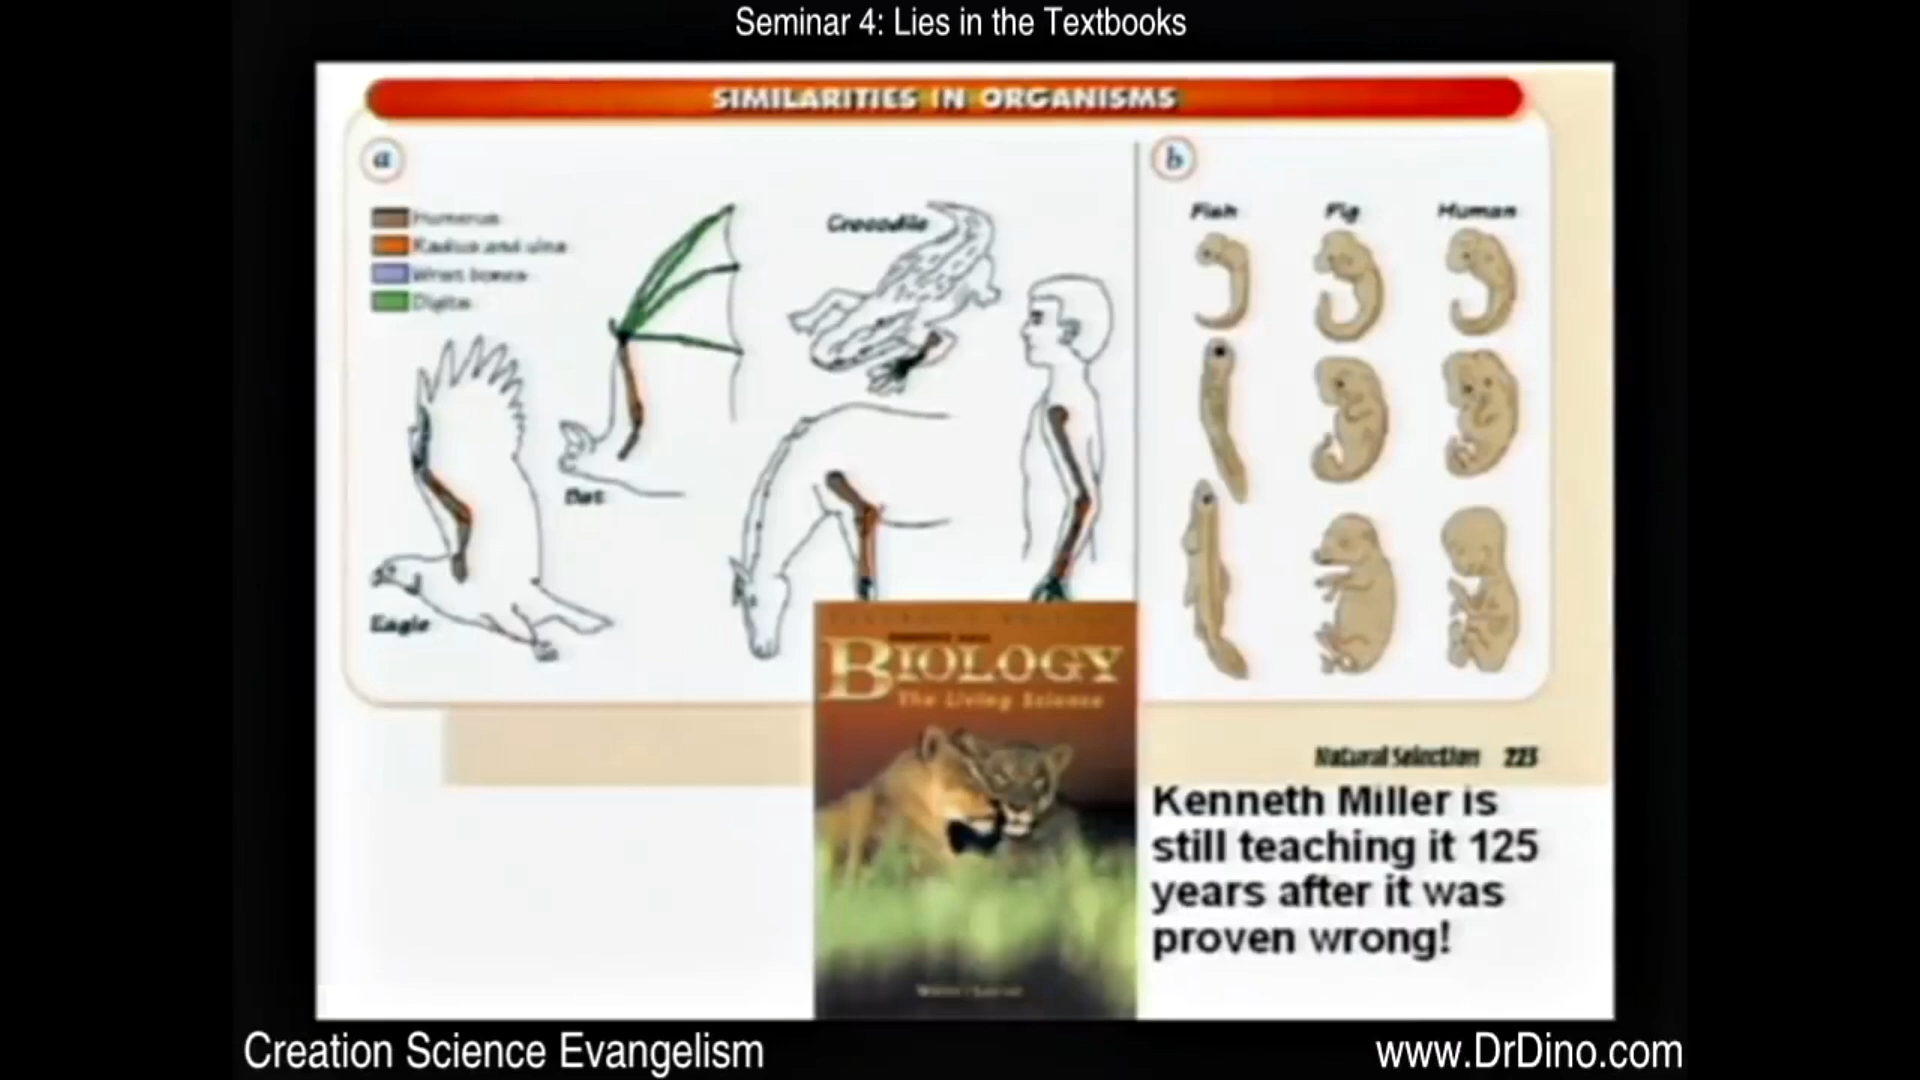 Seminar 4: Lies in the Textbooks
SIMILARITIES IN ORGANISMS
a
b
Humerus
Radius and ulna
Wrist bones
Digits
Crocodile
Bat
Eagle
Fish
Pig
Human
BIOLOGY
The Living Science
Natural Selection 223
Kenneth Miller is
still teaching it 125
years after it was
proven wrong!
Creation Science Evangelism
www.DrDino.com